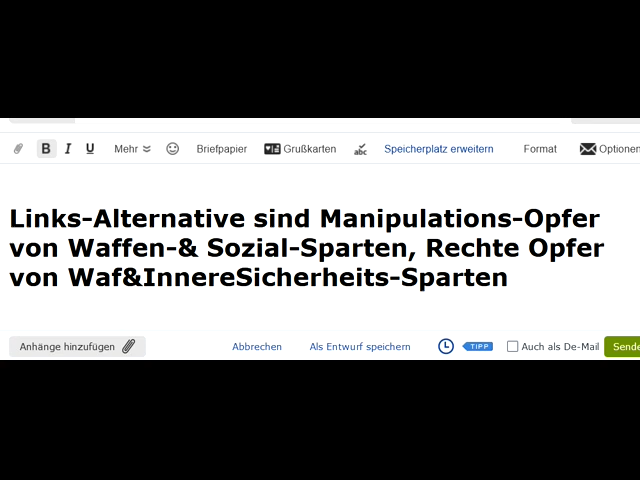 B I U Mehr Briefpapier abc Grußkarten Speicherplatz erweitern Format Optionen
Links-Alternative sind Manipulations-Opfer
von Waffen-& Sozial-Sparten, Rechte Opfer
von Waf&InnereSicherheits-Sparten
Anhänge hinzufügen Abbrechen Als Entwurf speichern TIPP Auch als De-Mail Sende